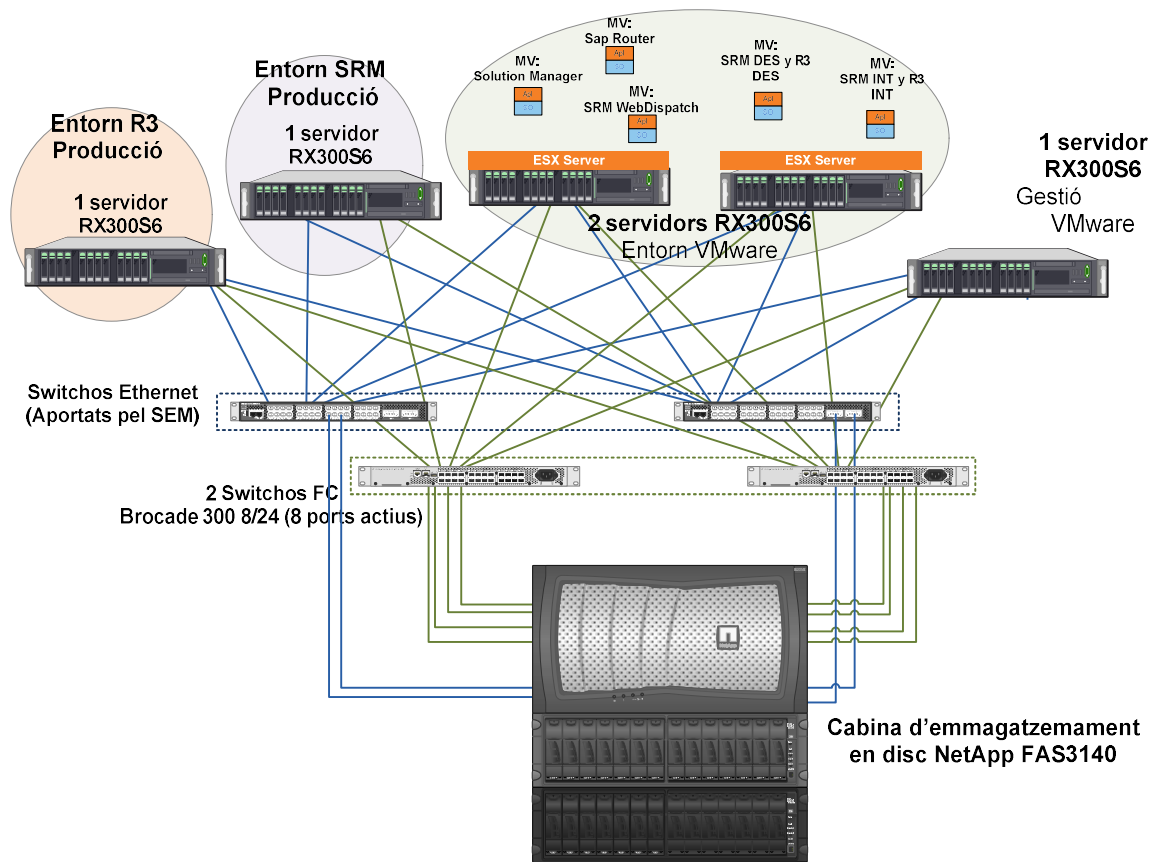 MV:
Sap Router
Apl
SO
MV:
Solution Manager
Apl
SO
MV:
SRM WebDispatch
Apl
SO
MV:
SRM DES y R3
DES
Apl
SO
MV:
SRM INT y R3
INT
Apl
SO
Entorn SRM
Producció
1 servidor
RX300S6
Entorn R3
Producció
1 servidor
RX300S6
ESX Server
ESX Server
2 servidors RX300S6
Entorn VMware
1 servidor
RX300S6
Gestió
VMware
Switchos Ethernet
(Aportats pel SEM)
2 Switchos FC
Brocade 300 8/24 (8 ports actius)
Cabina d’emmagatzemament
en disc NetApp FAS3140